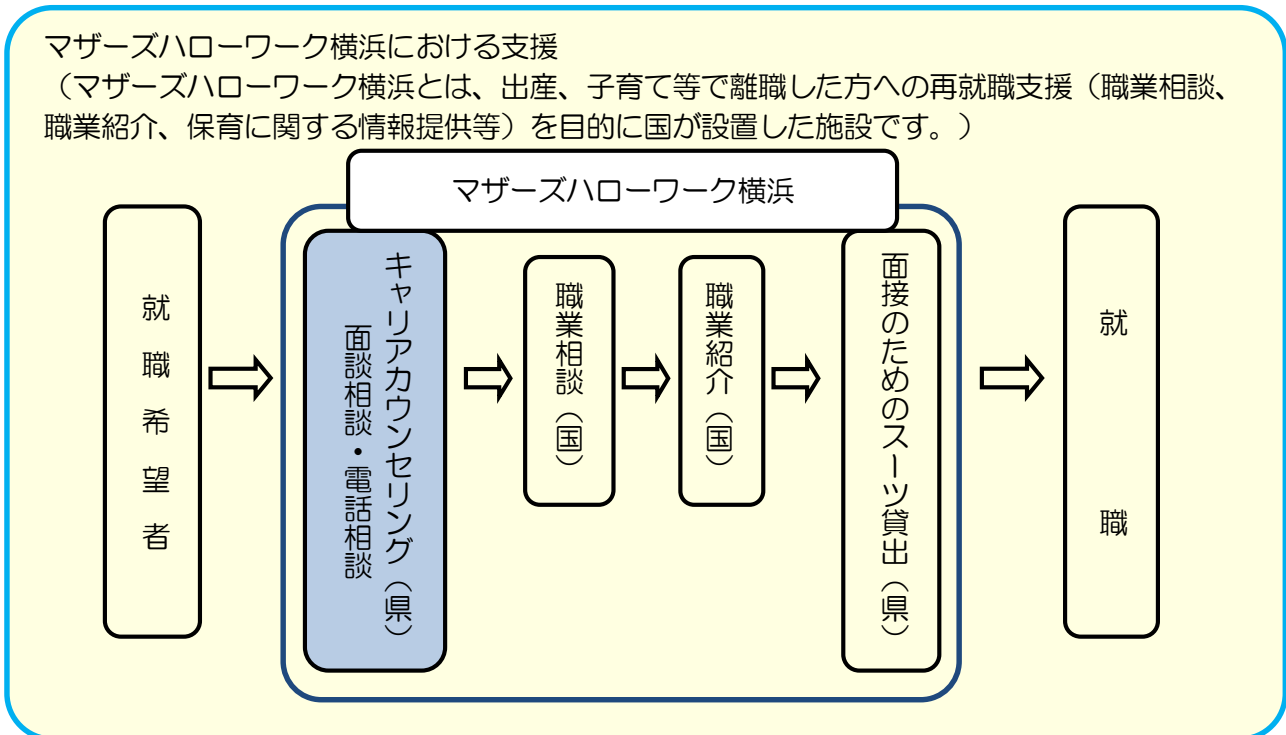 マザーズハローワーク横浜における支援
（マザーズハローワーク横浜とは、出産、子育て等で離職した方への再就職支援（職業相談、
職業紹介、保育に関する情報提供等）を目的に国が設置した施設です。）
マザーズハローワーク横浜
就職希望者
キャリアカウンセリング（県）
面談相談・電話相談
職業相談（国）
職業紹介（国）
面接のためのスーツ貸出（県）
就職